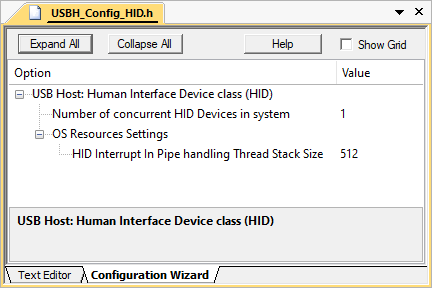 USBH_Config_HID.h
Expand All Collapse All Help Show Grid
Option Value
USB Host: Human Interface Device class (HID)
Number of concurrent HID Devices in system 1
OS Resources Settings
HID Interrupt In Pipe handling Thread Stack Size 512
USB Host: Human Interface Device class (HID)
Text Editor Configuration Wizard